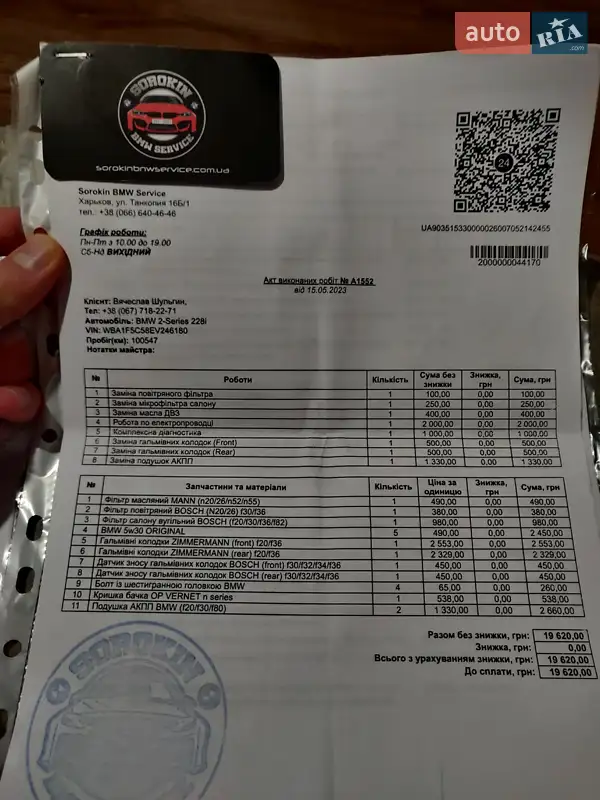 auto RIA .com
SOROKIN
BMW SERVICE
sorokinbmwservice.com.ua
24
Sorokin BMW Service
Харьков, ул. Танкопия 16Б/1
тел.: +38 (066) 640-46-46
UA903515330000026007052142455
Графік роботи:
Пн-Пт з 10.00 до 19.00
Сб-Нд ВИХІДНИЙ
2000000044170
Акт виконаних робіт № A1552
від 15.05.2023
Клієнт: Вячеслав Шульгин,
Тел: +38 (067) 718-22-71
Автомобіль: BMW 2-Series 228i
VIN: WBA1F5C58EV246180
Пробіг(км): 100547
Нотатки майстра:
№ Роботи Кількість Сума без знижки Знижка, грн Сума, грн
1 Заміна повітряного фільтра 1 100,00 0,00 100,00
2 Заміна мікрофільтра салону 1 250,00 0,00 250,00
3 Заміна масла ДВЗ 1 400,00 0,00 400,00
4 Робота по електропроводці 1 2 000,00 0,00 2 000,00
5 Комплексна діагностика 1 1 000,00 0,00 1 000,00
6 Заміна гальмівних колодок (Front) 1 500,00 0,00 500,00
7 Заміна гальмівних колодок (Rear) 1 500,00 0,00 500,00
8 Заміна подушок АКПП 1 1 330,00 0,00 1 330,00
№ Запчастини та матеріали Кількість Ціна за одиницю Знижка, грн Сума, грн
1 Фільтр масляний MANN (n20/26/n52/n55) 1 490,00 0,00 490,00
2 Фільтр повітряний BOSCH (N20/26) f30/f36 1 380,00 0,00 380,00
3 Фільтр салону вугільний BOSCH (f20/f30/f36/f82) 1 980,00 0,00 980,00
4 BMW 5w30 ORIGINAL 5 490,00 0,00 2 450,00
5 Гальмівні колодки ZIMMERMANN (front) f20/f36 1 2 553,00 0,00 2 553,00
6 Гальмівні колодки ZIMMERMANN (rear) f20/f36 1 2 329,00 0,00 2 329,00
7 Датчик зносу гальмівних колодок BOSCH (front) f30/f32/f34/f36 1 450,00 0,00 450,00
8 Датчик зносу гальмівних колодок BOSCH (rear) f30/f32/f34/f36 1 450,00 0,00 450,00
9 Болт із шестигранною головкою BMW 4 65,00 0,00 260,00
10 Кришка бачка OP VERNET n series 1 538,00 0,00 538,00
11 Подушка АКПП BMW (f20/f30/f80) 2 1 330,00 0,00 2 660,00
Разом без знижки, грн: 19 620,00
Знижка, грн: 0,00
Всього з урахуванням знижки, грн: 19 620,00
До сплати, грн: 19 620,00
SOROKIN